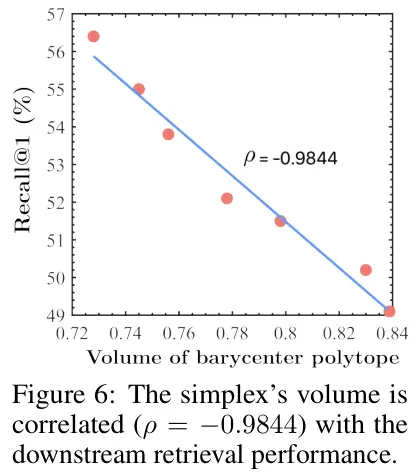 57
56
55
54
53
52
51
50
49
Recall@1 (%)
ρ = -0.9844
0.72 0.74 0.76 0.78 0.8 0.82 0.84
Volume of barycenter polytope
Figure 6: The simplex's volume is
correlated (ρ = −0.9844) with the
downstream retrieval performance.